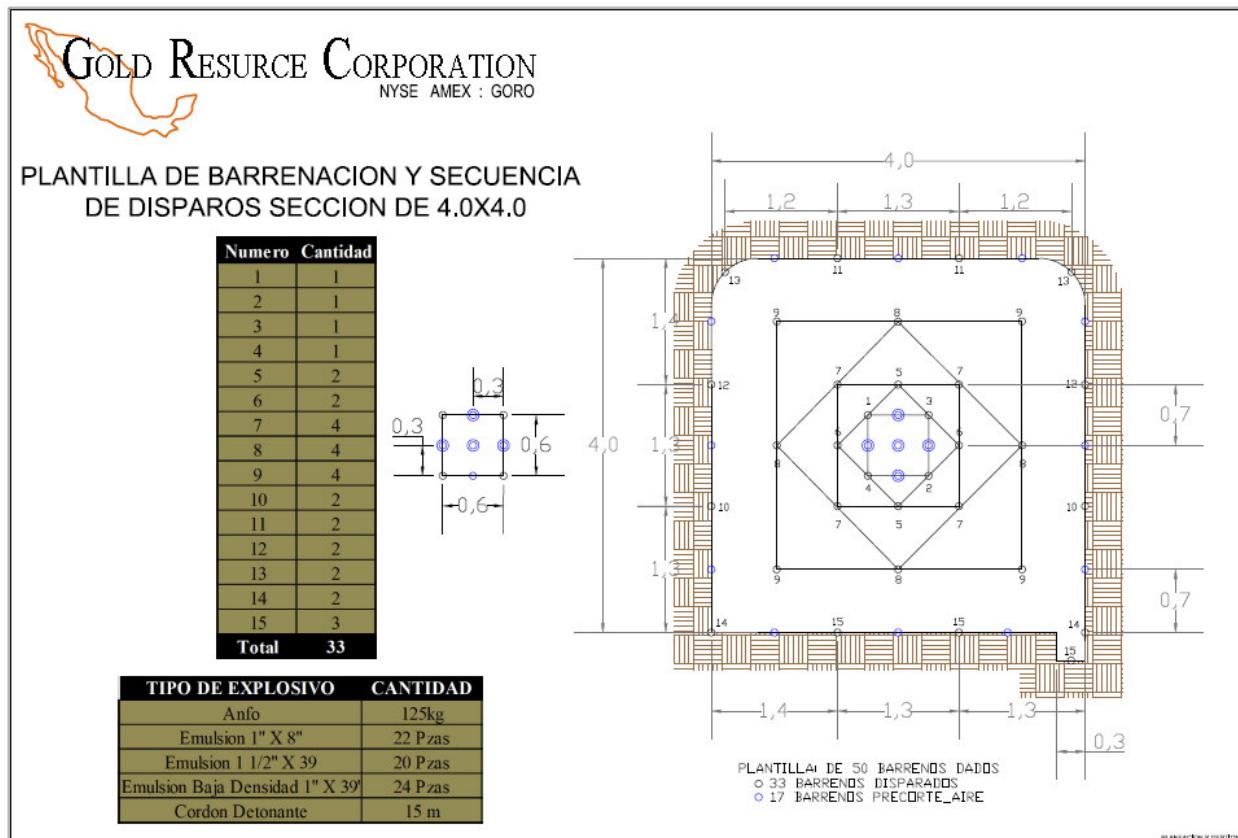 GOLD RESURCE CORPORATION
NYSE AMEX : GORO
PLANTILLA DE BARRENACION Y SECUENCIA
DE DISPAROS SECCION DE 4.0X4.0
Numero Cantidad
1 1
2 1
3 1
4 1
5 2
6 2
7 4
8 4
9 4
10 2
11 2
12 2
13 2
14 2
15 3
Total 33
TIPO DE EXPLOSIVO CANTIDAD
Anfo 125kg
Emulsion 1" X 8" 22 Pzas
Emulsion 1 1/2" X 39 20 Pzas
Emulsion Baja Densidad 1" X 39' 24 Pzas
Cordon Detonante 15 m
0,3
0,3
0,6
0,6
4,0
1,2 1,3 1,2
13 11 11 13
1,4
9 8 9
7 5 7
12 12
1 3
0,7
4,0 1,3
6 6
8 8
4 2
10 10
7 5 7
1,3
9 8 9
0,7
14 15 15 14
15
1,4 1,3 1,3
0,3
PLANTILLA: DE 50 BARRENOS DADOS
33 BARRENOS DISPARADOS
17 BARRENOS PRECORTE_AIRE